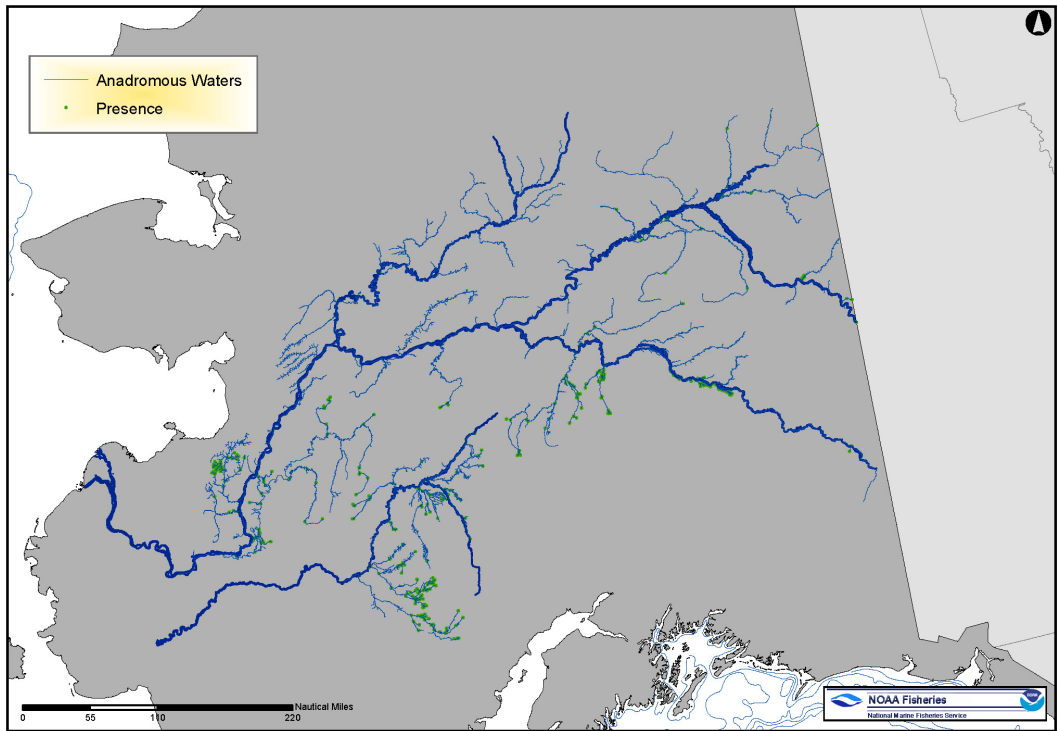 Anadromous Waters
Presence
Nautical Miles
0 55 110 220
NOAA Fisheries
National Marine Fisheries Service